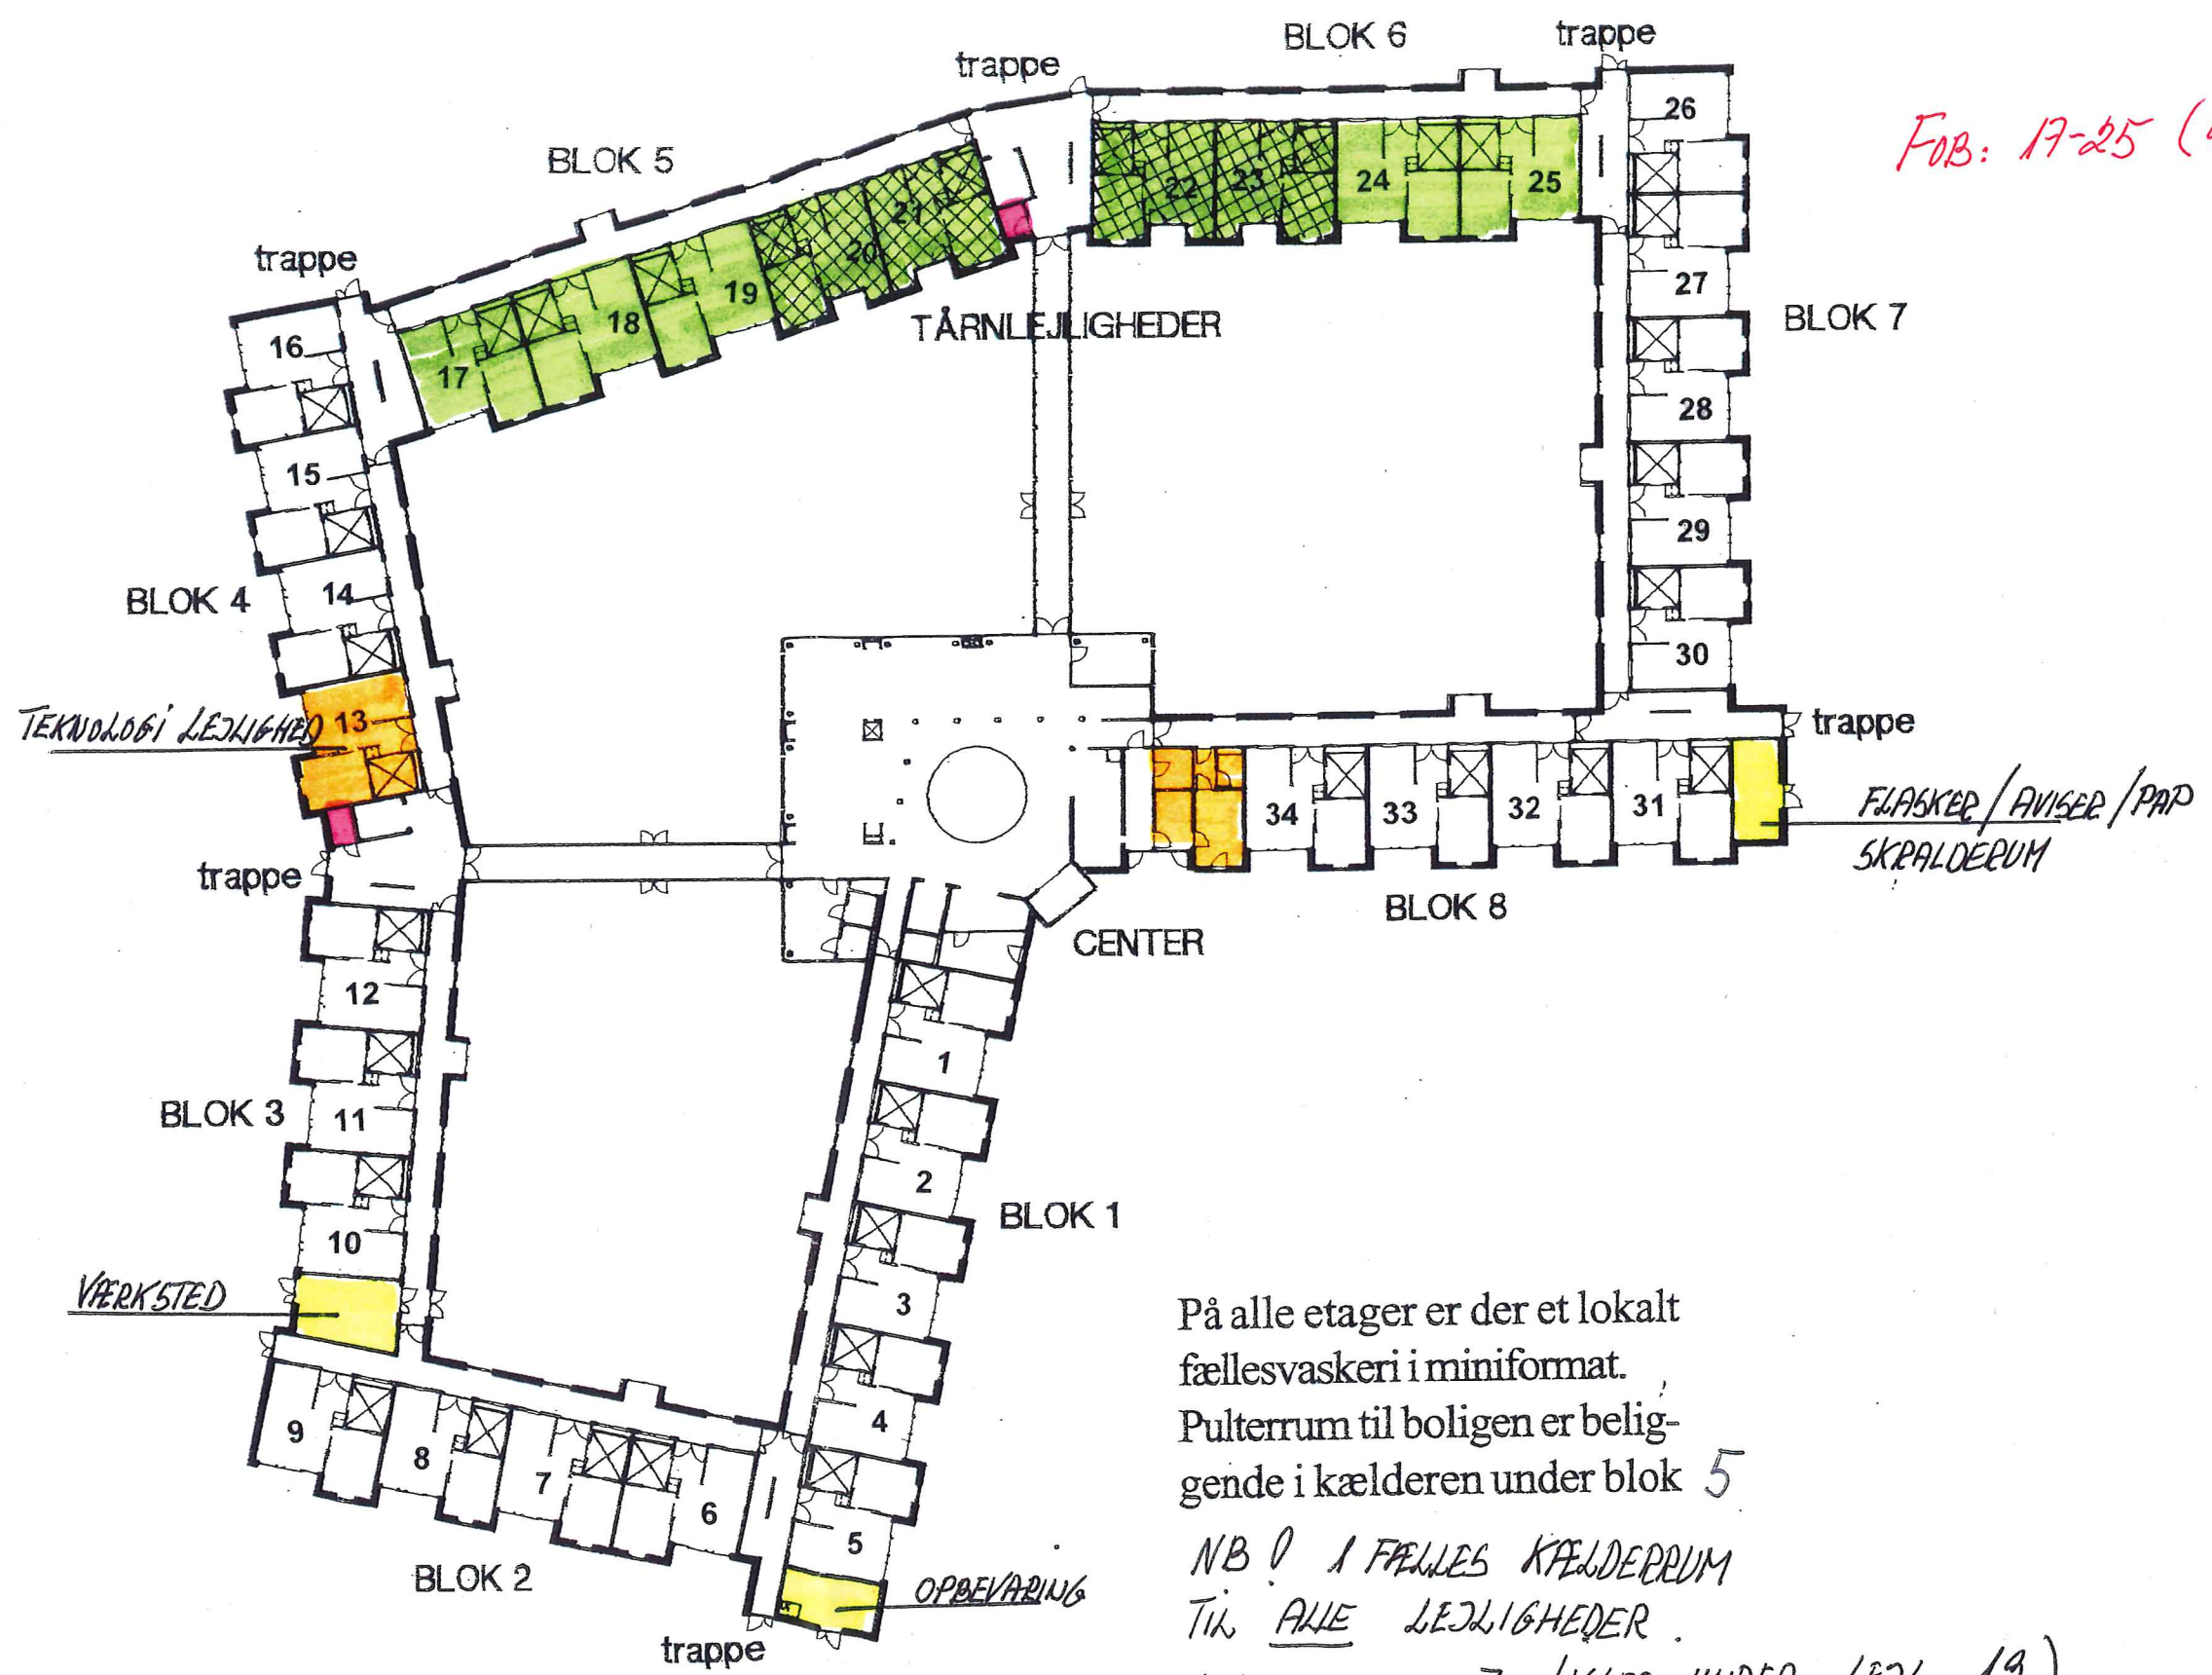 BLOK 6
trappe
trappe
26
FOB: 17-25 (
BLOK 5
22
23
24
25
21
20
trappe
19
27
BLOK 7
TÅRNLEJLIGHEDER
18
16
17
28
15
29
14
BLOK 4
30
TEKNOLOGI LEJLIGHED
13
trappe
34
33
32
31
FLASKER/AVISER/PAP
SKRALDERUM
trappe
BLOK 8
CENTER
12
1
BLOK 3
11
2
BLOK 1
10
VÆRKSTED
3
4
9
8
7
6
5
BLOK 2
OPBEVARING
trappe
På alle etager er der et lokalt
fællesvaskeri i miniformat.
Pulterrum til boligen er belig-
gende i kælderen under blok 5
NB! 1 FÆLLES KÆLDERRUM
TIL ALLE LEJLIGHEDER.
UNDER LEJL.